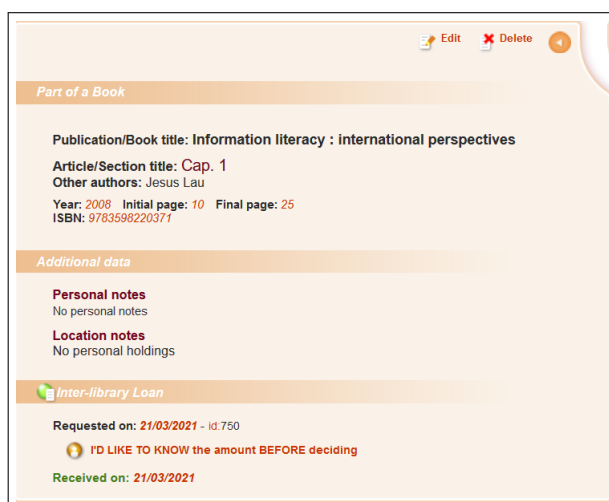 Edit Delete
Part of a Book
Publication/Book title: Information literacy : international perspectives
Article/Section title: Cap. 1
Other authors: Jesus Lau
Year: 2008 Initial page: 10 Final page: 25
ISBN: 9783598220371
Additional data
Personal notes
No personal notes
Location notes
No personal holdings
Inter-library Loan
Requested on: 21/03/2021 - id:750
I'D LIKE TO KNOW the amount BEFORE deciding
Received on: 21/03/2021